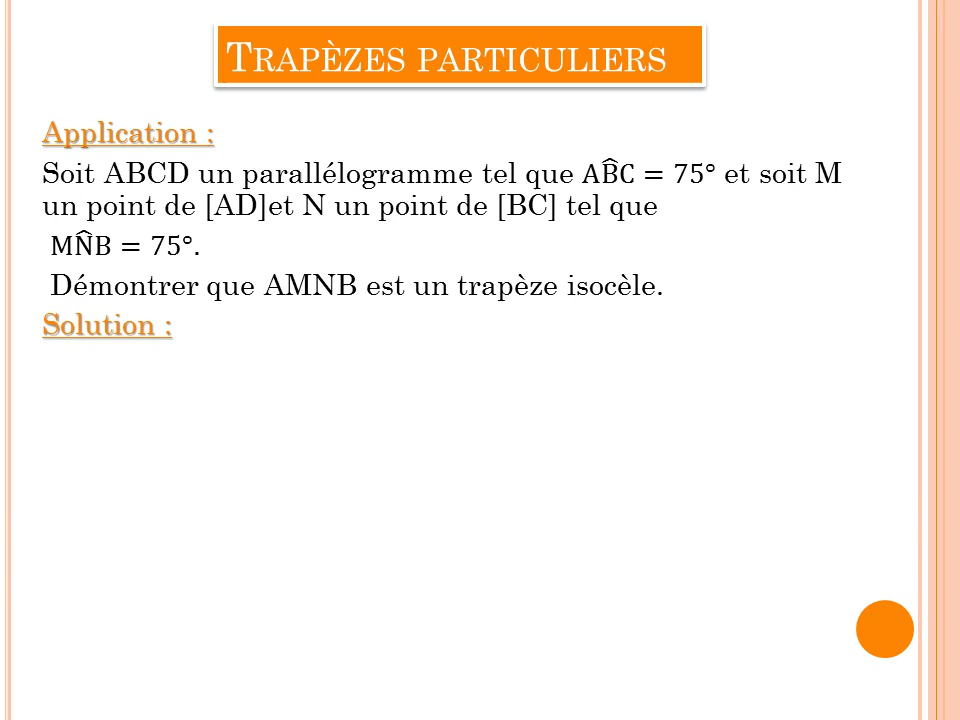 TRAPÈZES PARTICULIERS
Application :
Soit ABCD un parallélogramme tel que AB̂C = 75° et soit M
un point de [AD]et N un point de [BC] tel que
MN̂B = 75°.
Démontrer que AMNB est un trapèze isocèle.
Solution :